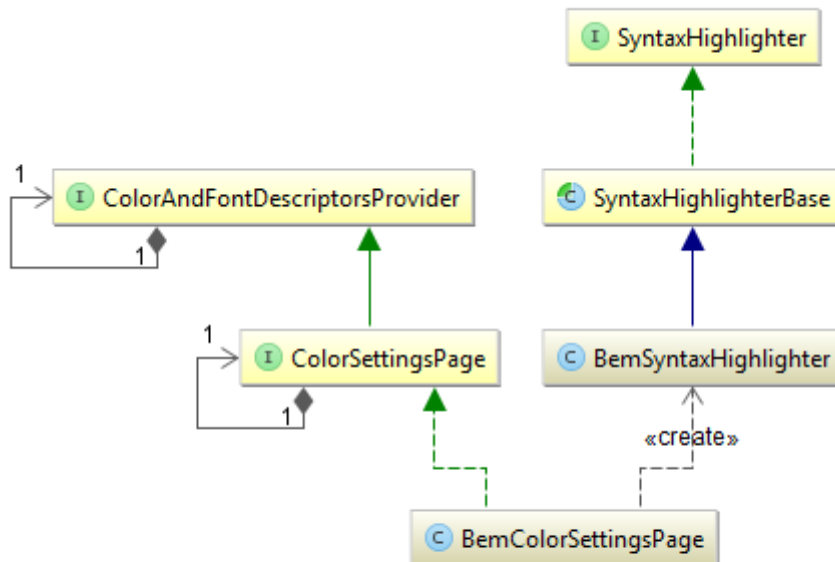 I SyntaxHighlighter
1
I ColorAndFontDescriptorsProvider
C SyntaxHighlighterBase
1
1
I ColorSettingsPage
C BemSyntaxHighlighter
1
«create»
C BemColorSettingsPage